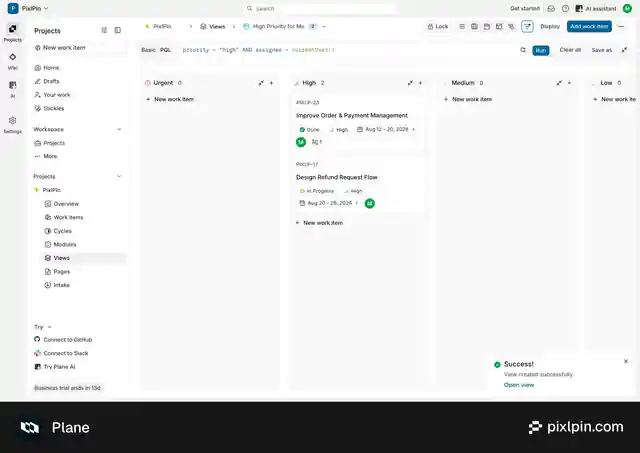 PixlPin
Search
Get started
AI assistant
M
Projects
Wiki
AI
Settings
Projects
New work item
Home
Drafts
Your work
Stickies
Workspace
Projects
More
Projects
PixlPin
Overview
Work items
Cycles
Modules
Views
Pages
Intake
Try
Connect to GitHub
Connect to Slack
Try Plane AI
Business trial ends in 13d
PixlPin > Views > High Priority for Me
Lock
Display
Add work item
Basic PQL
priority = "high" AND assignee = currentUser()
Run
Clear all
Save as
Urgent 0
+ New work item
High 2
Improve Order & Payment Management
Done
High
Aug 12 - 20, 2026
M
PIXLP-17
Design Refund Request Flow
In Progress
High
Aug 20 - 28, 2026
M
+ New work item
Medium 0
+ New work item
Low 0
+ New work item
Success!
View created successfully.
Open view
Plane
pixlpin.com